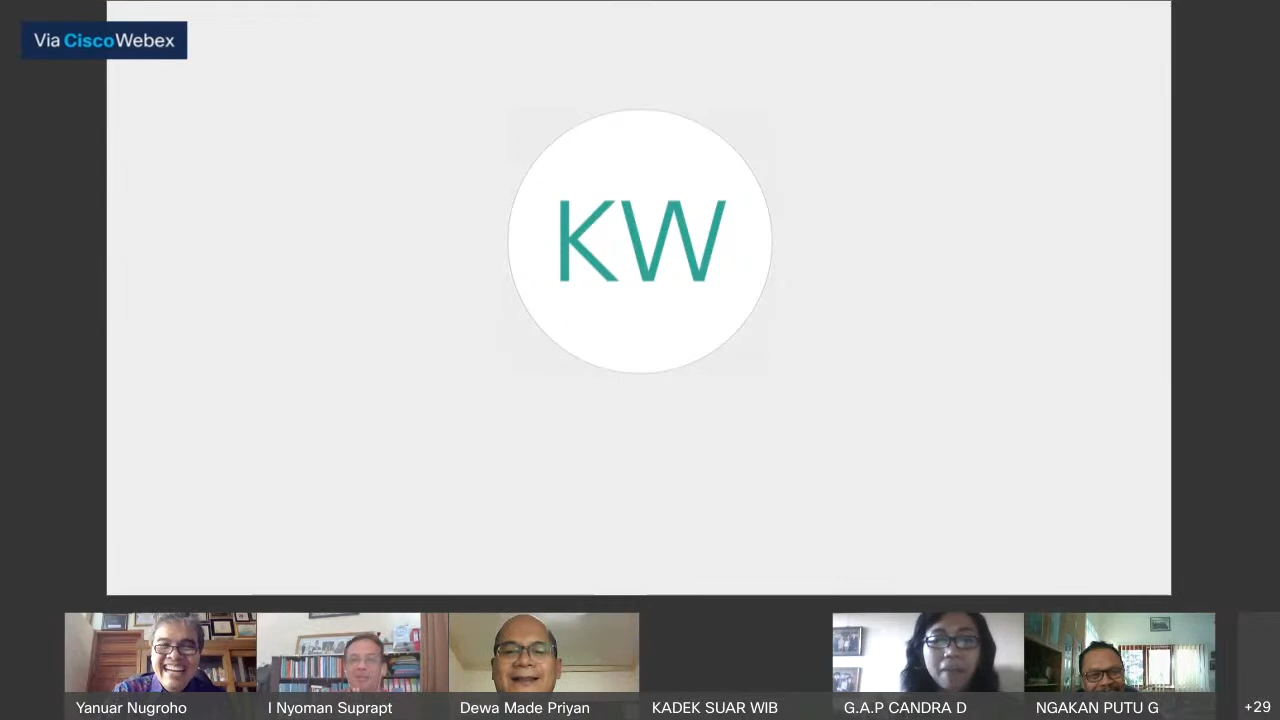 Via CiscoWebex
KW
Yanuar Nugroho
I Nyoman Suprapt
Dewa Made Priyan
KADEK SUAR WIB
G.A.P CANDRA D
NGAKAN PUTU G
+29